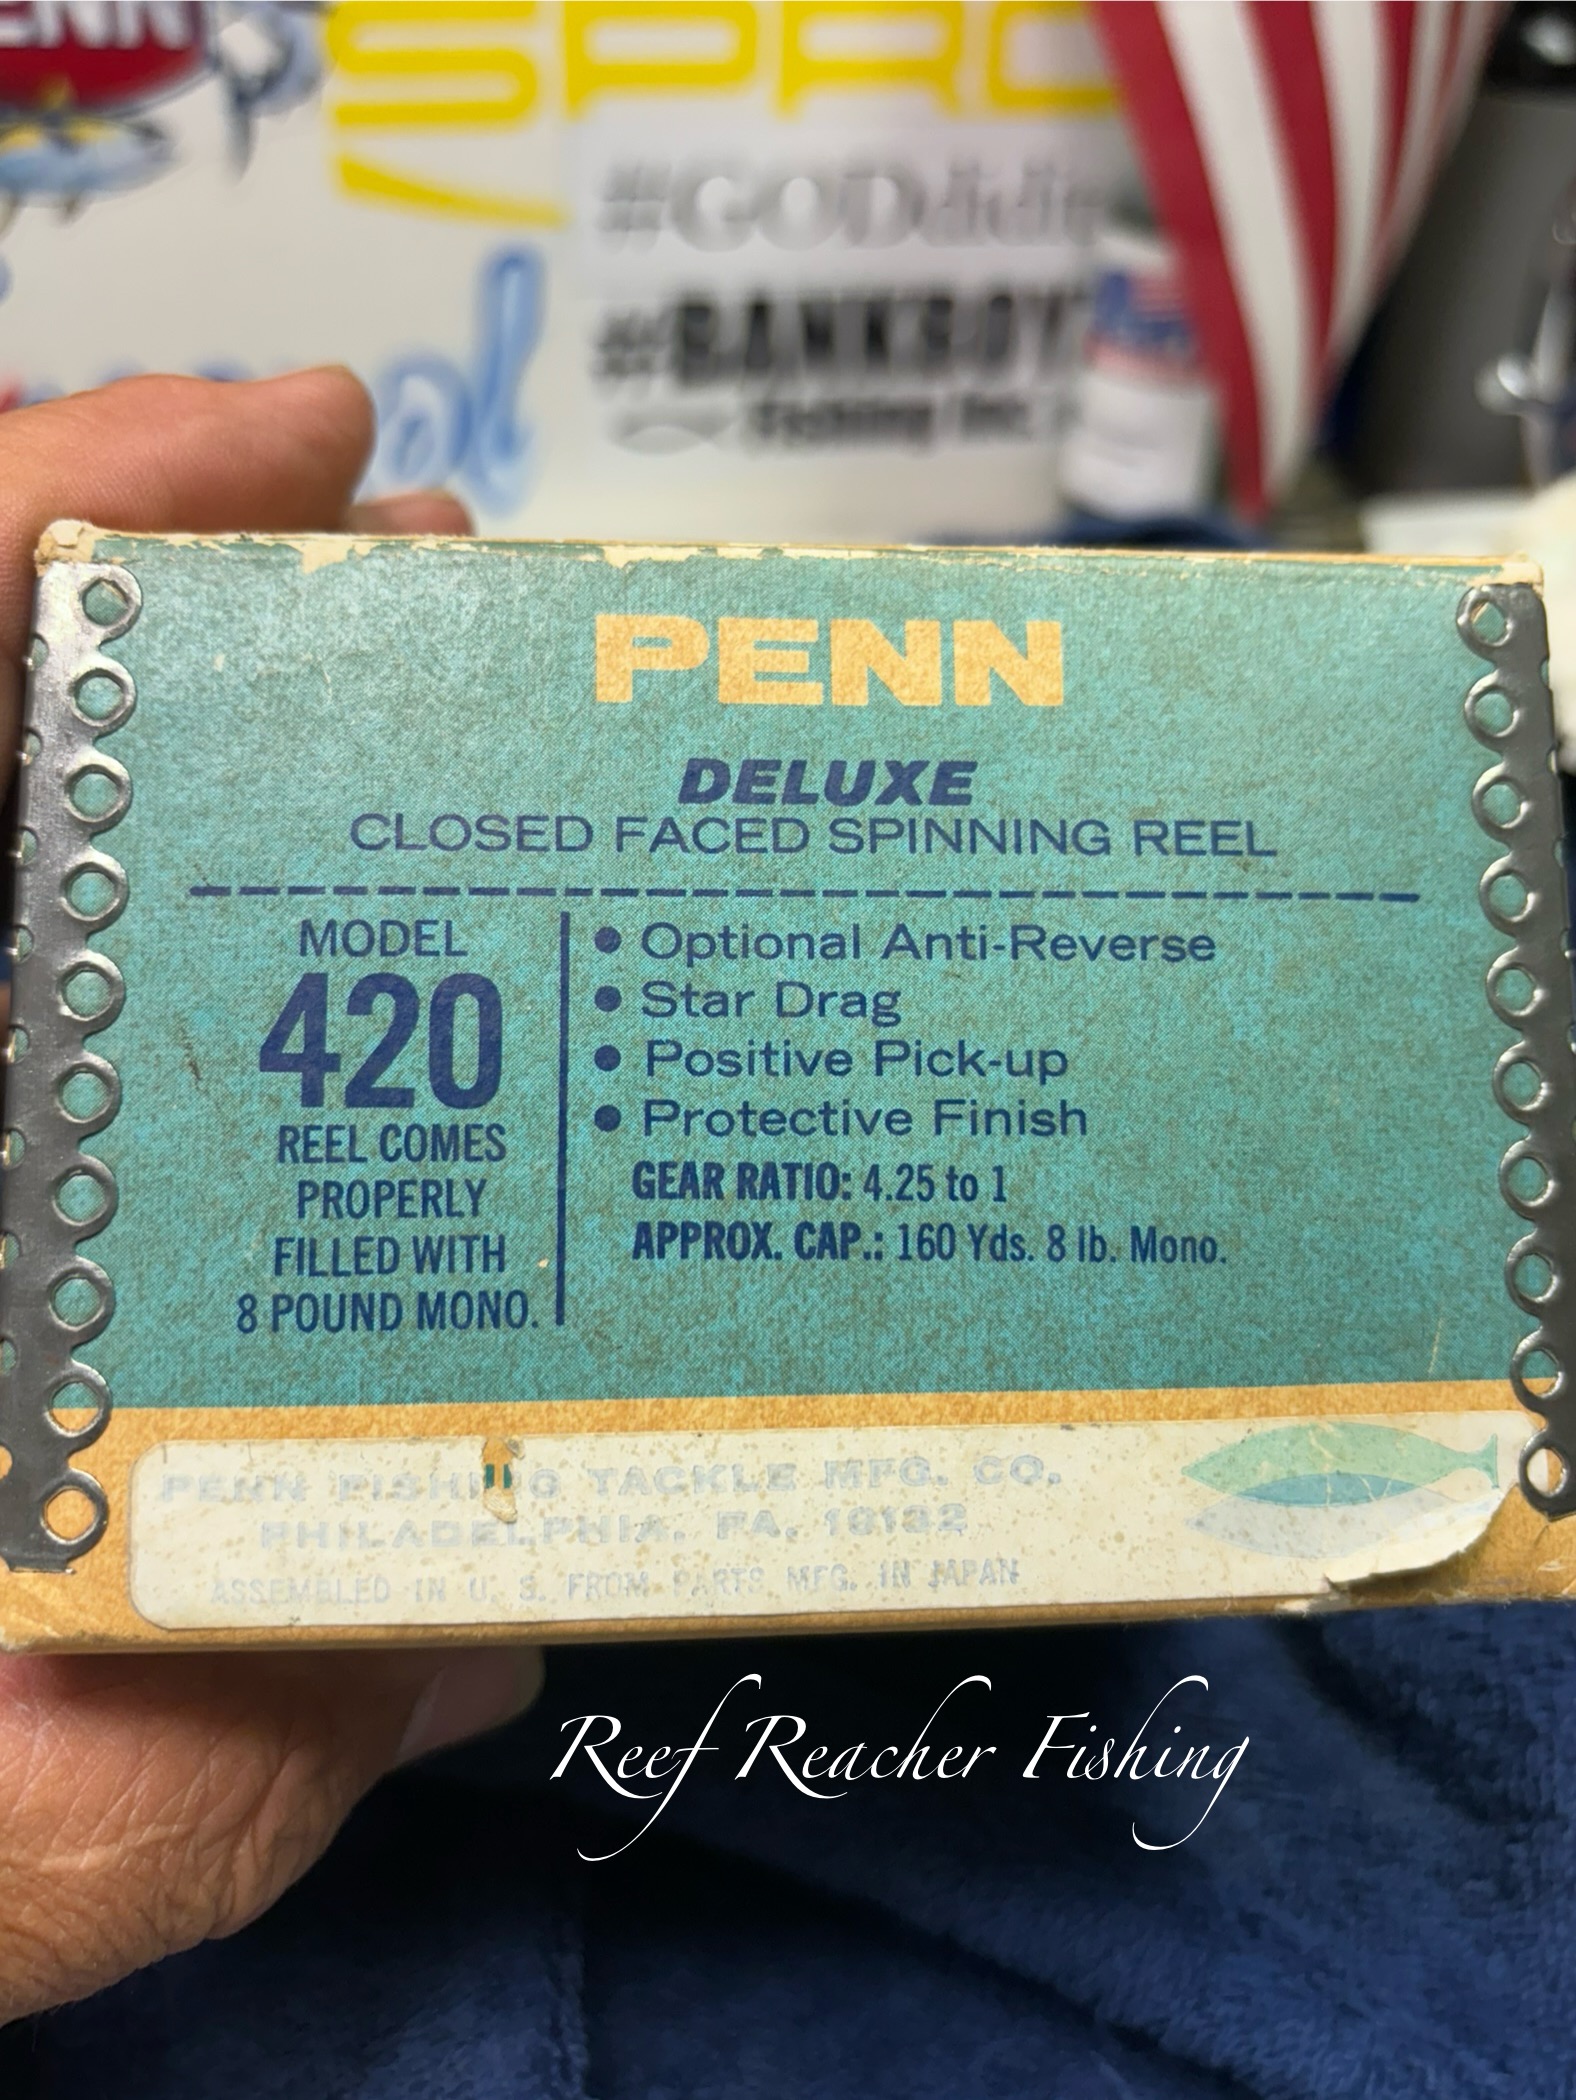 SPRO
PENN
DELUXE
CLOSED FACED SPINNING REEL
MODEL
420
REEL COMES
PROPERLY
FILLED WITH
8 POUND MONO.
• Optional Anti-Reverse
• Star Drag
• Positive Pick-up
• Protective Finish
GEAR RATIO: 4.25 to 1
APPROX. CAP.: 160 Yds. 8 lb. Mono.
PENN FISHING TACKLE MFG. CO.
PHILADELPHIA, PA. 19132
ASSEMBLED IN U. S. FROM PARTS MFG. IN JAPAN
Reef Reacher Fishing